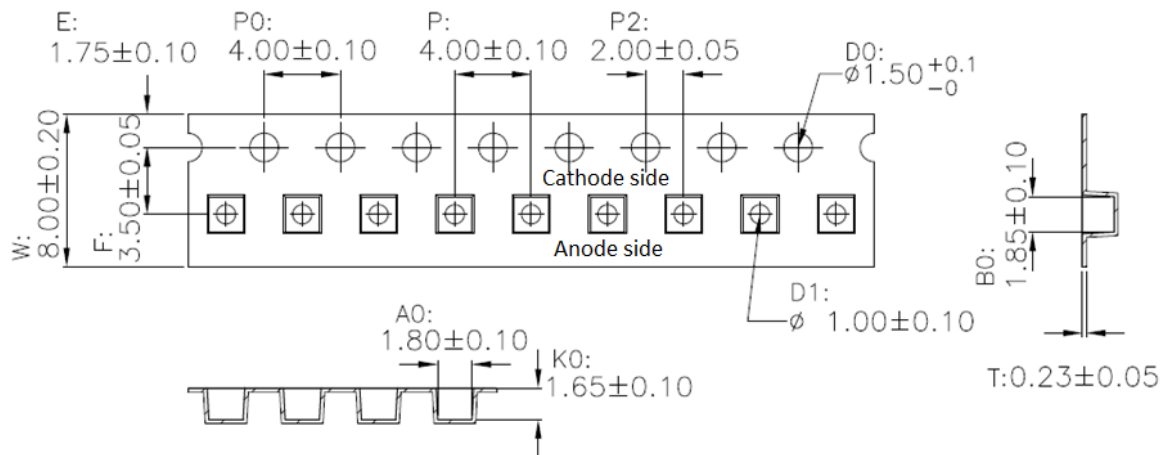 E:
1.75±0.10
P0:
4.00±0.10
P:
4.00±0.10
P2:
2.00±0.05
D0:
ø1.50 +0.1 -0
W:
8.00±0.20
F:
3.50±0.05
Cathode side
Anode side
B0:
1.85±0.10
D1:
ø 1.00±0.10
A0:
1.80±0.10
K0:
1.65±0.10
T:0.23±0.05